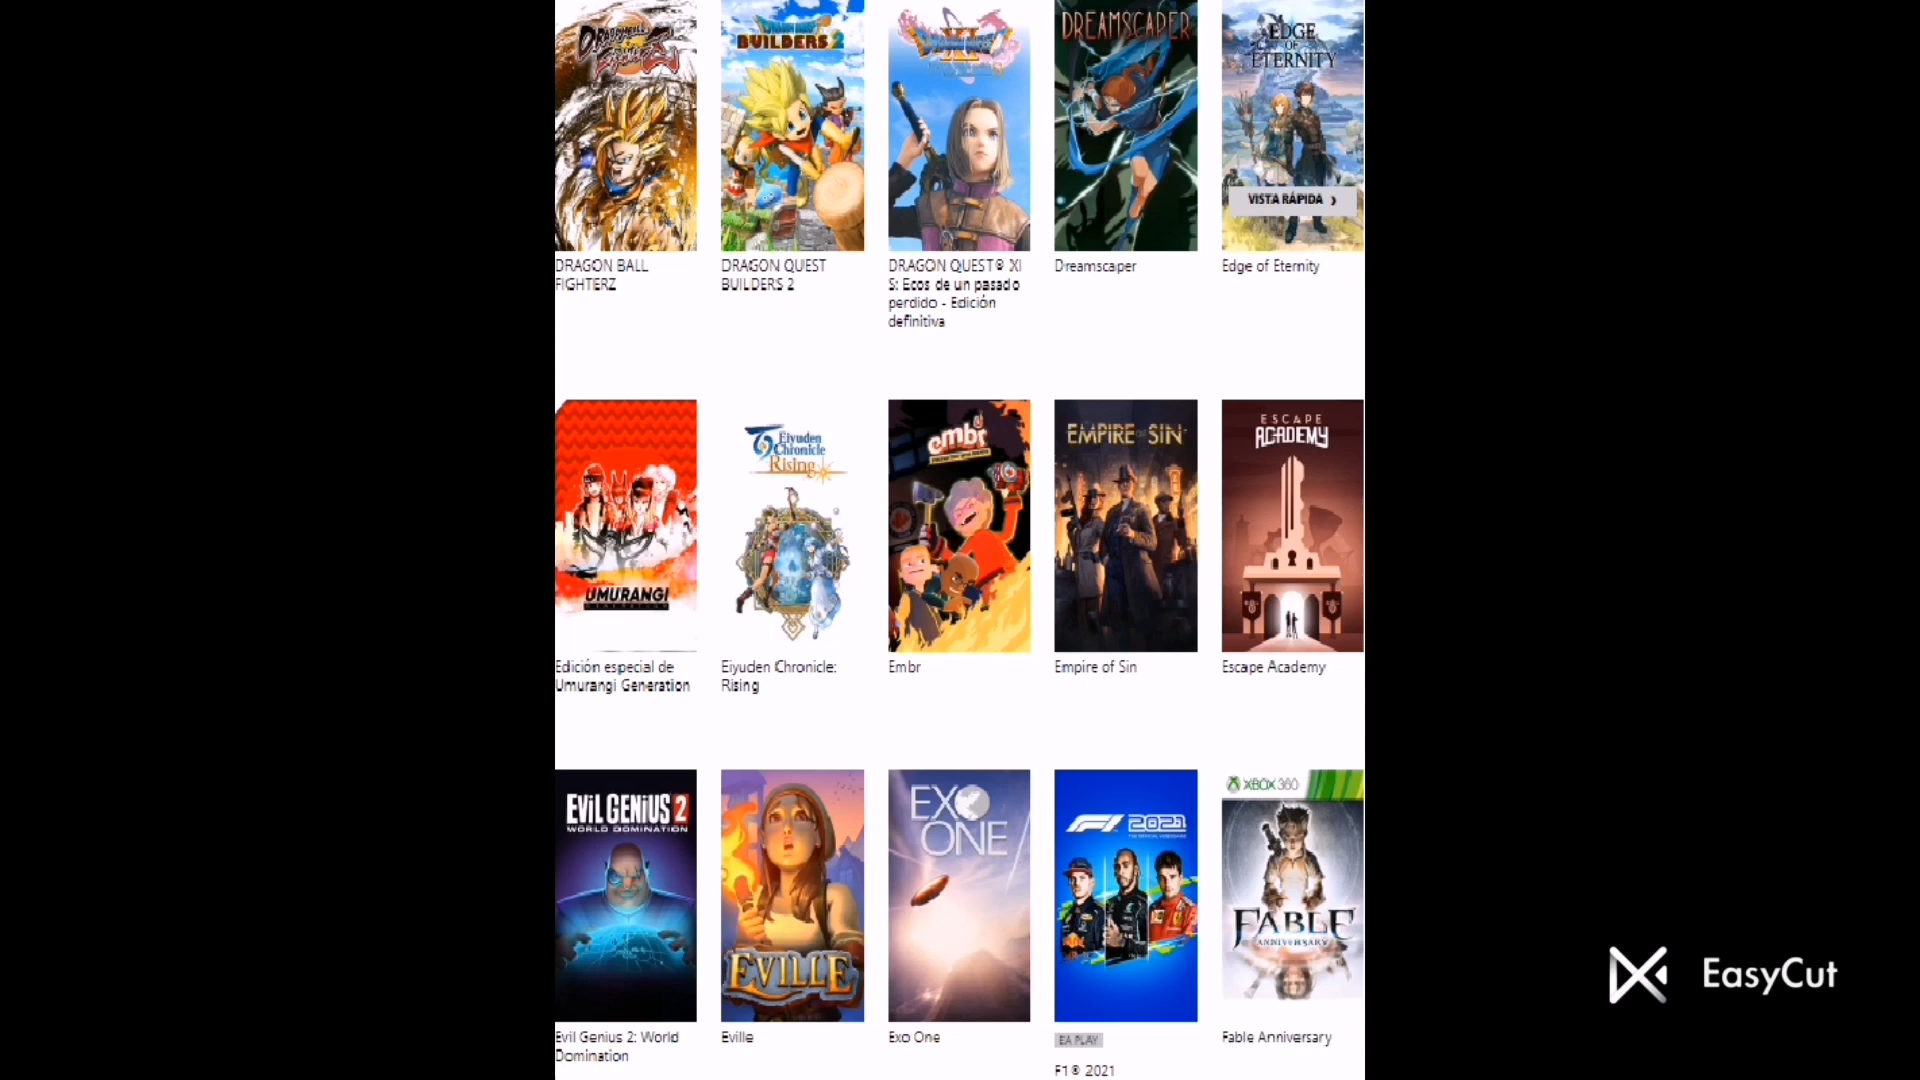 DRAGON BALL
FIGHTERZ
DRAGON QUEST
BUILDERS 2
DRAGON QUEST® XI
S: Ecos de un pasado
perdido - Edición
definitiva
DREAMSCAPER
Dreamscaper
EDGE
OF
ETERNITY
VISTA RÁPIDA
Edge of Eternity
BUILDERS 2
UMURANGI
GENERATION
Edición especial de
Umurangi Generation
Eiyuden
Chronicle
Rising
Eiyuden Chronicle:
Rising
embr
Embr
EMPIRE OF SIN
Empire of Sin
ESCAPE
ACADEMY
Escape Academy
EVIL GENIUS 2
WORLD DOMINATION
Evil Genius 2: World
Domination
EVILLE
Eville
EXO
ONE
Exo One
F1 2021
EA PLAY
F1® 2021
XBOX 360
FABLE
ANNIVERSARY
Fable Anniversary
EasyCut